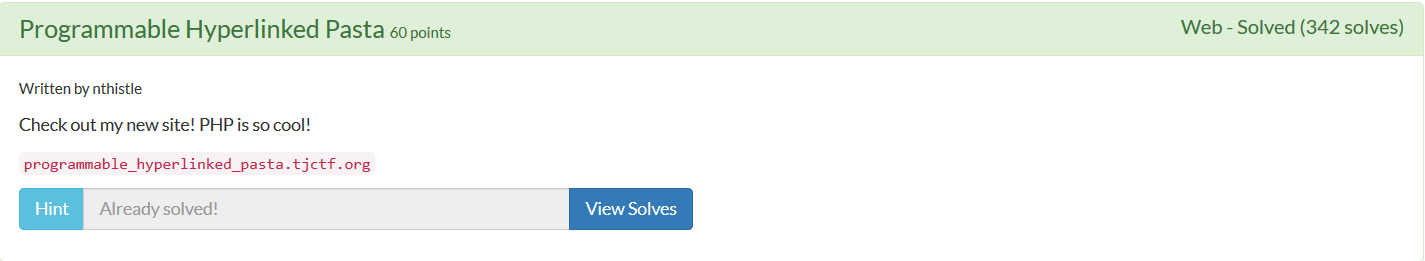 Programmable Hyperlinked Pasta 60 points
Web - Solved (342 solves)
Written by nthistle
Check out my new site! PHP is so cool!
programmable_hyperlinked_pasta.tjctf.org
Hint Already solved! View Solves